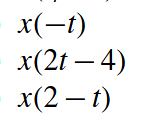 x(−t)
x(2t − 4)
x(2 − t)